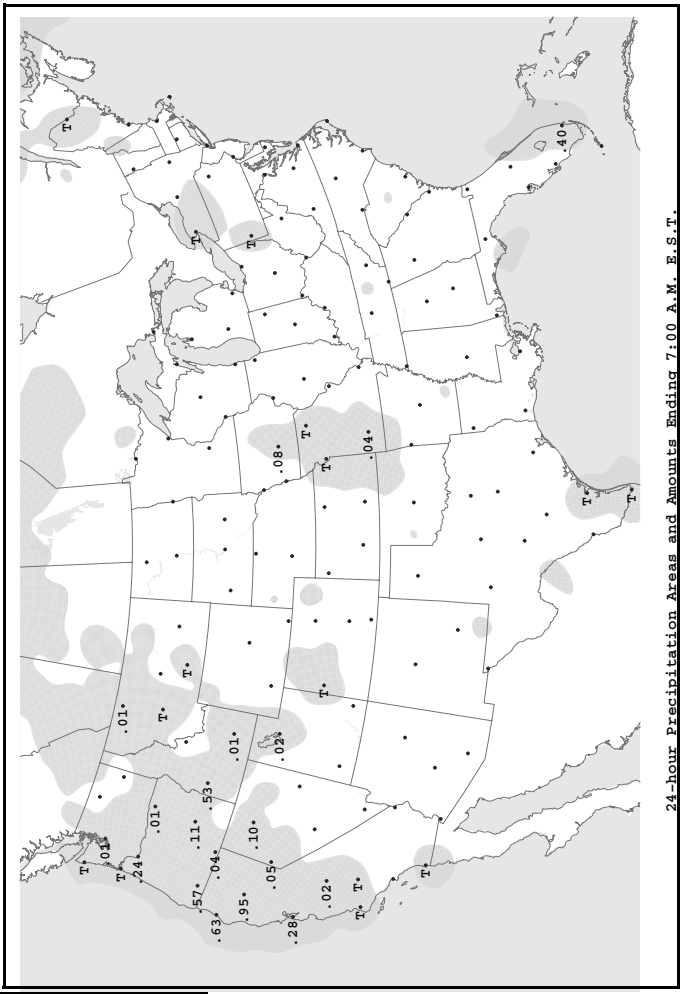 T
T
.01
T
.01
.24
.01
T
T
T
.11
.57
.53
.04
.63
.01
.95
T
.10
.05
.08
.02
.28
T
T
T
.02
T
T
.04
T
.40
T
T
24-hour Precipitation Areas and Amounts Ending 7:00 A.M. E.S.T.